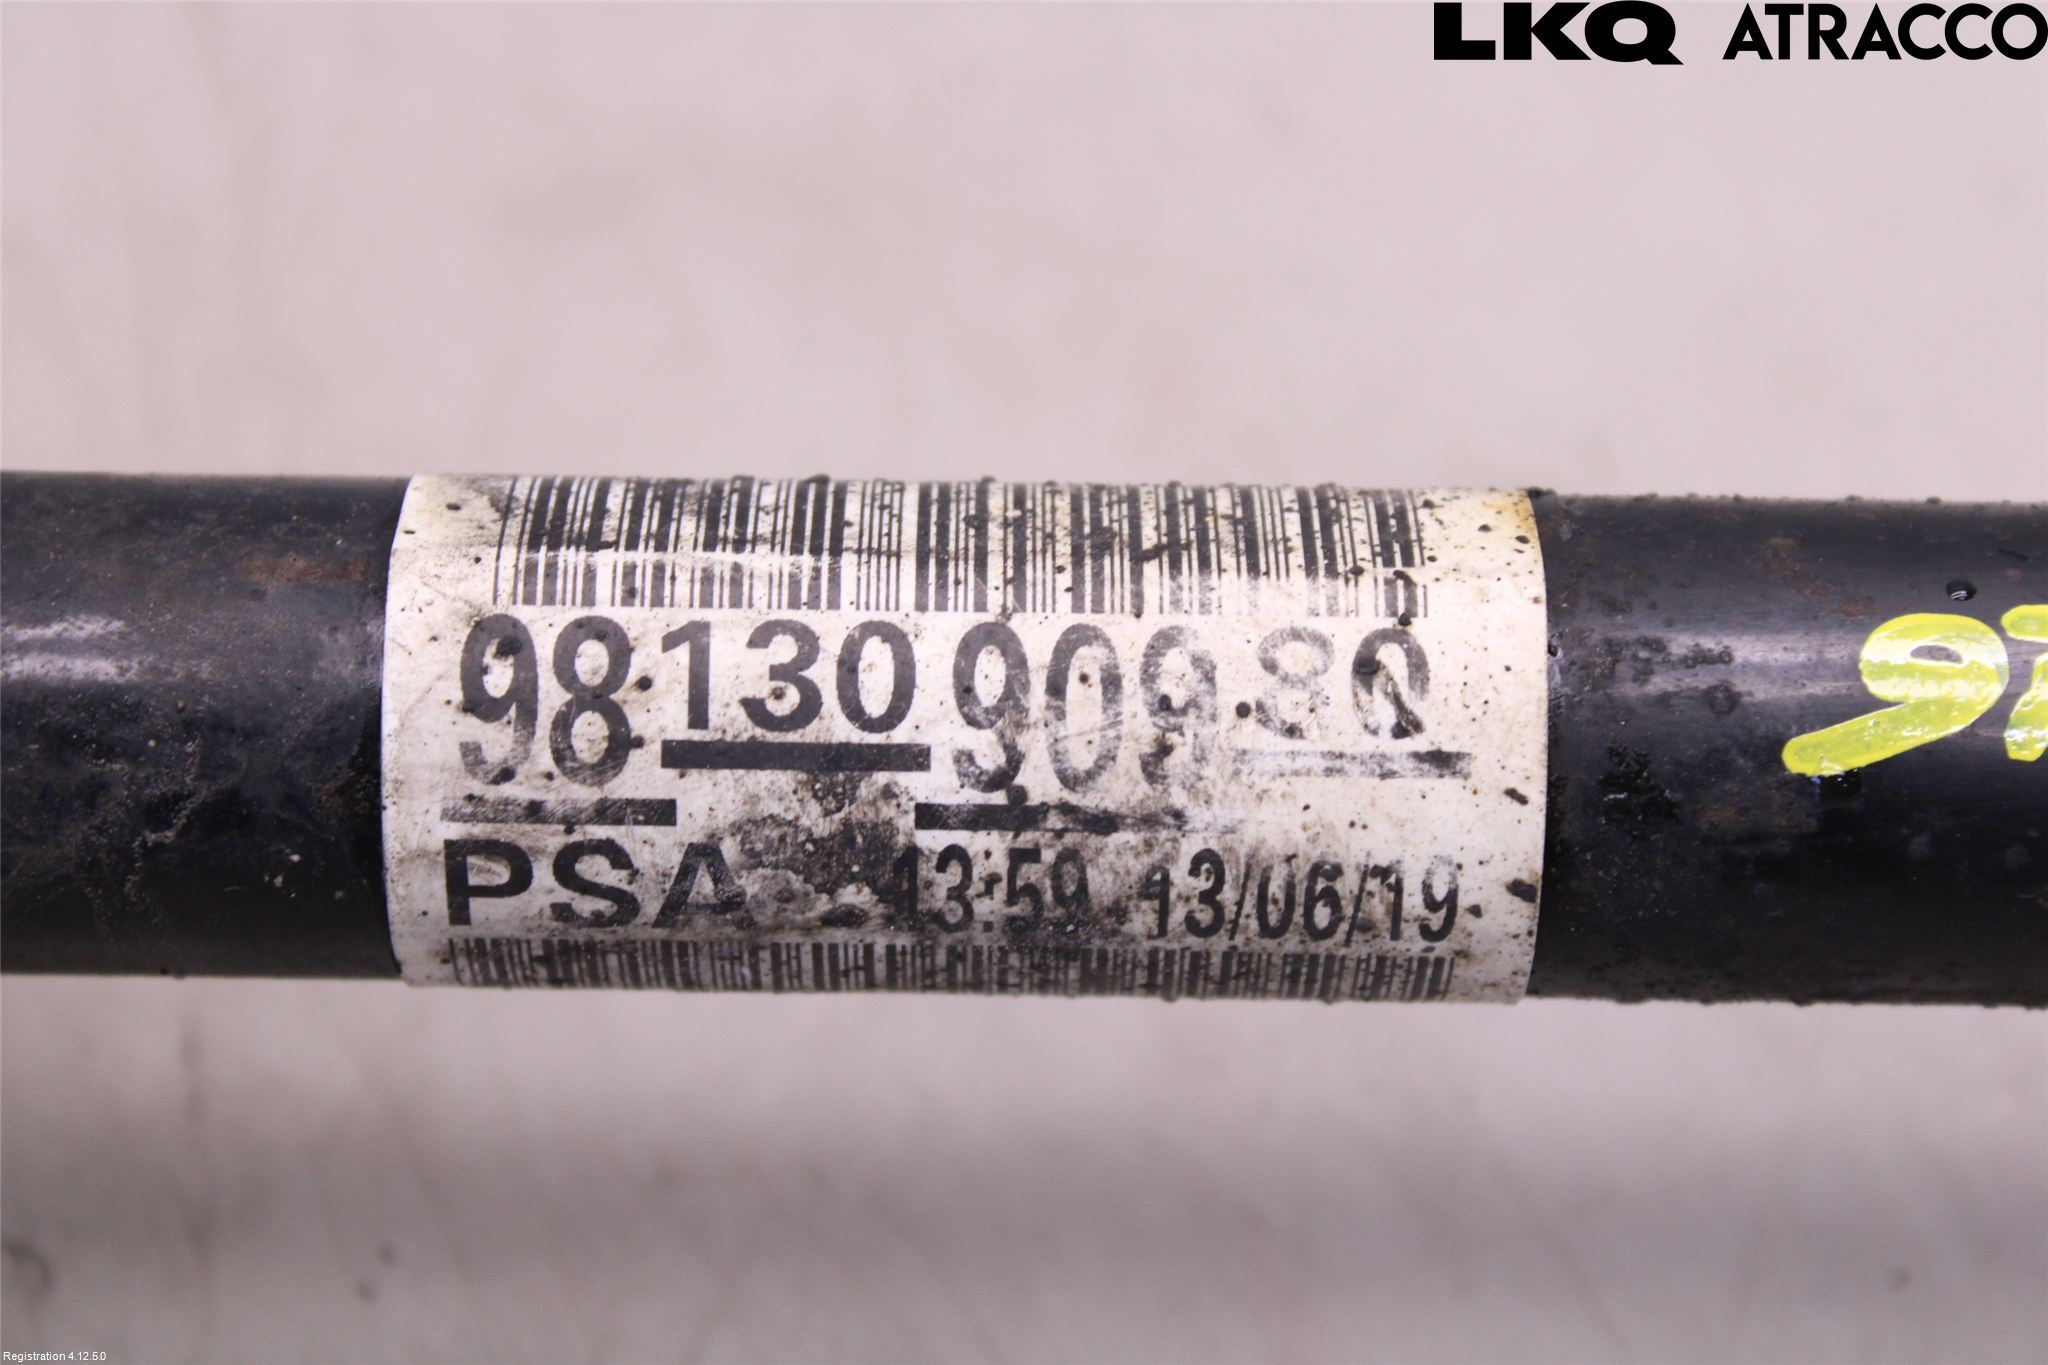 LKQ ATRACCO
9813090980
PSA 13:59 13/06/19
Registration 4.12.5.0